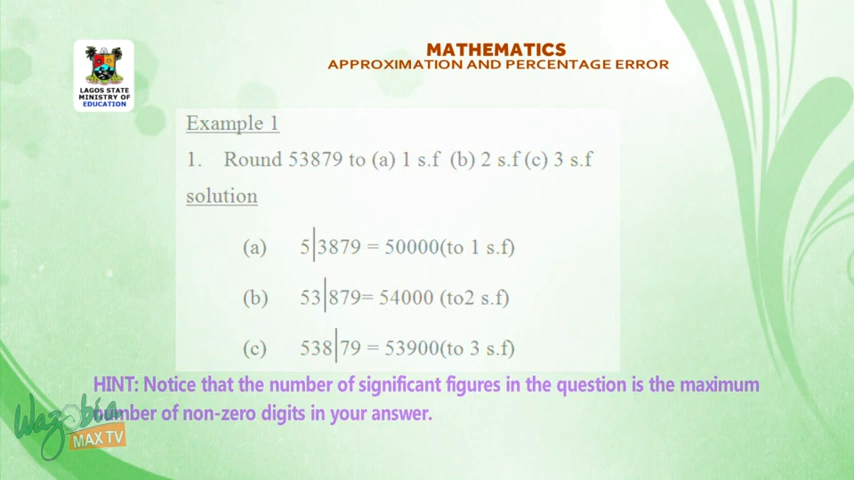 MATHEMATICS
APPROXIMATION AND PERCENTAGE ERROR
LAGOS STATE
MINISTRY OF
EDUCATION
Example 1
1. Round 53879 to (a) 1 s.f (b) 2 s.f (c) 3 s.f
solution
(a) 5|3879 = 50000(to 1 s.f)
(b) 53|879= 54000 (to2 s.f)
(c) 538|79 = 53900(to 3 s.f)
HINT: Notice that the number of significant figures in the question is the maximum
number of non-zero digits in your answer.
Wazobia
MAX TV